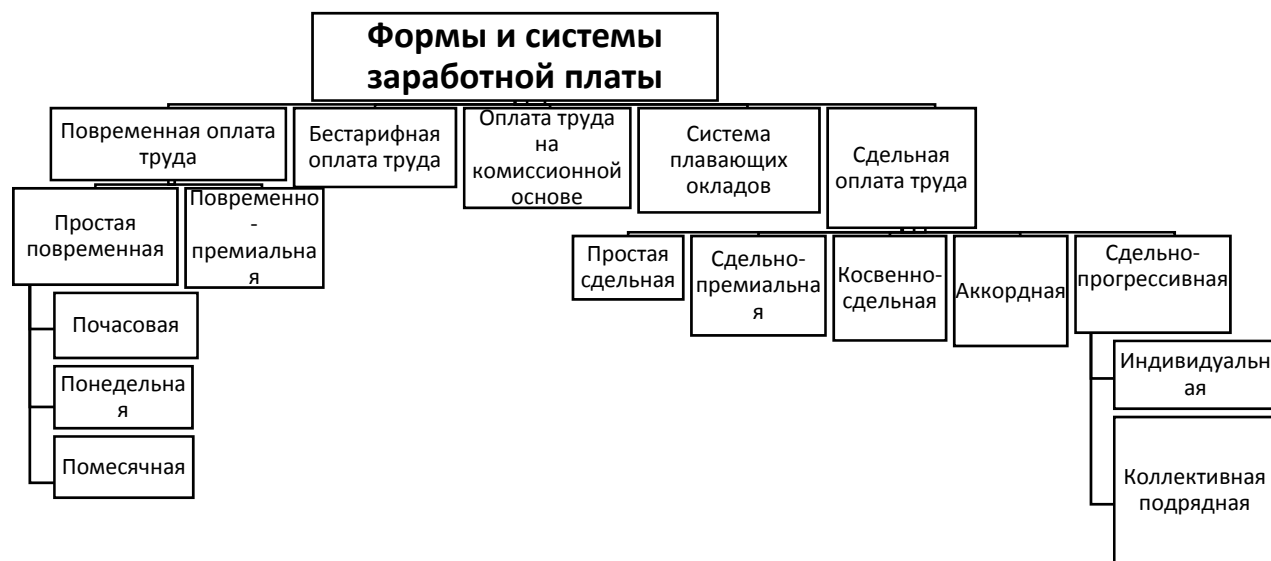 Формы и системы
заработной платы
Повременная оплата
труда
Бестарифная
оплата труда
Оплата труда
на
комиссионной
основе
Система
плавающих
окладов
Сдельная
оплата труда
Простая
повременная
Повременно
-
премиальная
я
Простая
сдельная
Сдельно-
премиальна
я
Косвенно-
сдельная
Аккордная
Сдельно-
прогрессивная
Почасовая
Понедельна
я
Помесячная
Индивидуальн
ая
Коллективная
подрядная